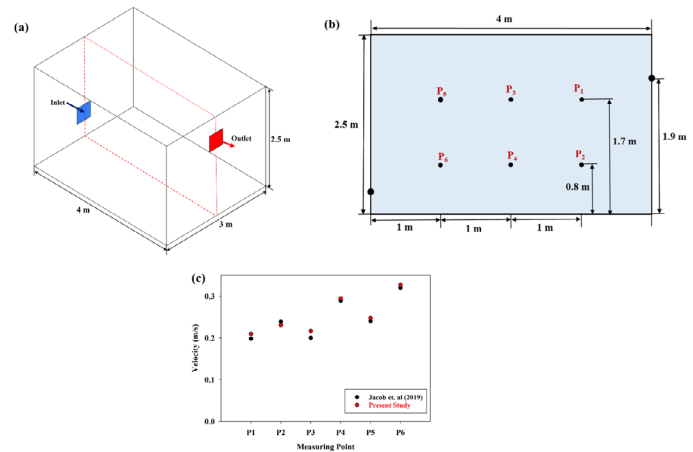 (a)
Inlet
Outlet
2.5 m
4 m
3 m
(b)
4 m
P5
P3
P1
2.5 m
1.7 m
1.9 m
P6
P4
P2
0.8 m
1 m
1 m
1 m
(c)
0.3
0.2
0.1
0.0
Velocity (m/s)
Jacob et. al (2019)
Present Study
P1 P2 P3 P4 P5 P6
Measuring Point